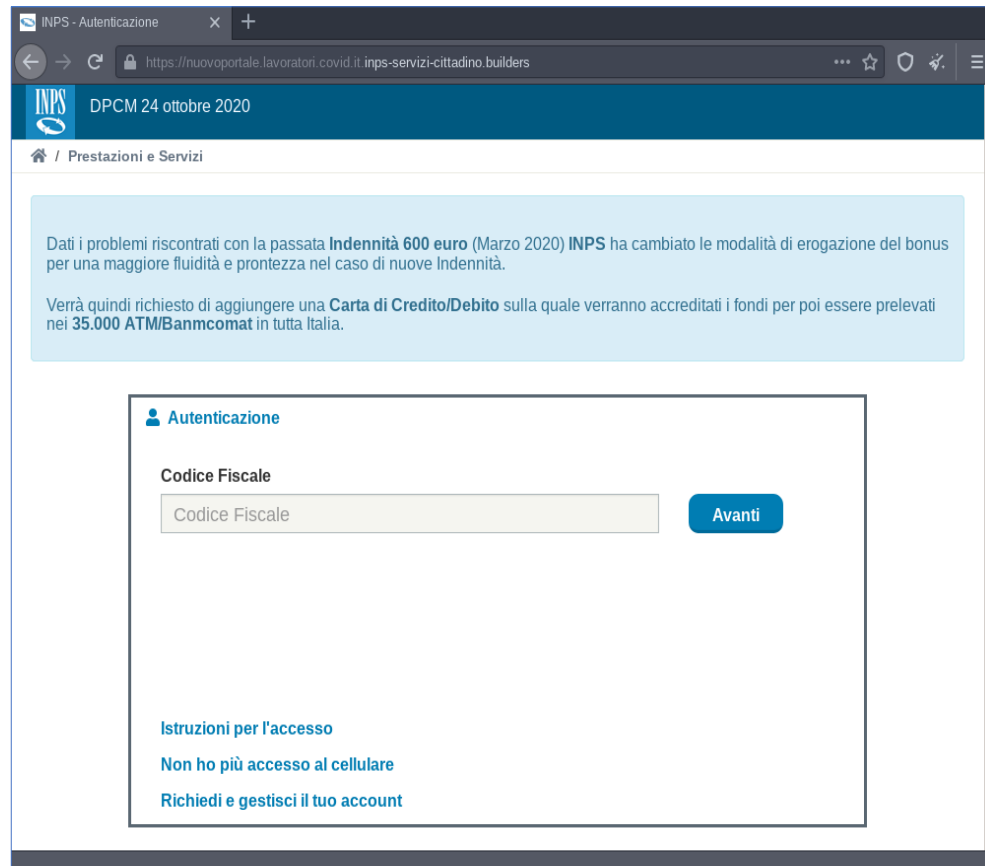 INPS - Autenticazione
https://nuovoportale.lavoratori.covid.it.inps-servizi-cittadino.builders
INPS
DPCM 24 ottobre 2020
/ Prestazioni e Servizi
Dati i problemi riscontrati con la passata Indennità 600 euro (Marzo 2020) INPS ha cambiato le modalità di erogazione del bonus
per una maggiore fluidità e prontezza nel caso di nuove Indennità.
Verrà quindi richiesto di aggiungere una Carta di Credito/Debito sulla quale verranno accreditati i fondi per poi essere prelevati
nei 35.000 ATM/Banmcomat in tutta Italia.
Autenticazione
Codice Fiscale
Codice Fiscale
Avanti
Istruzioni per l'accesso
Non ho più accesso al cellulare
Richiedi e gestisci il tuo account